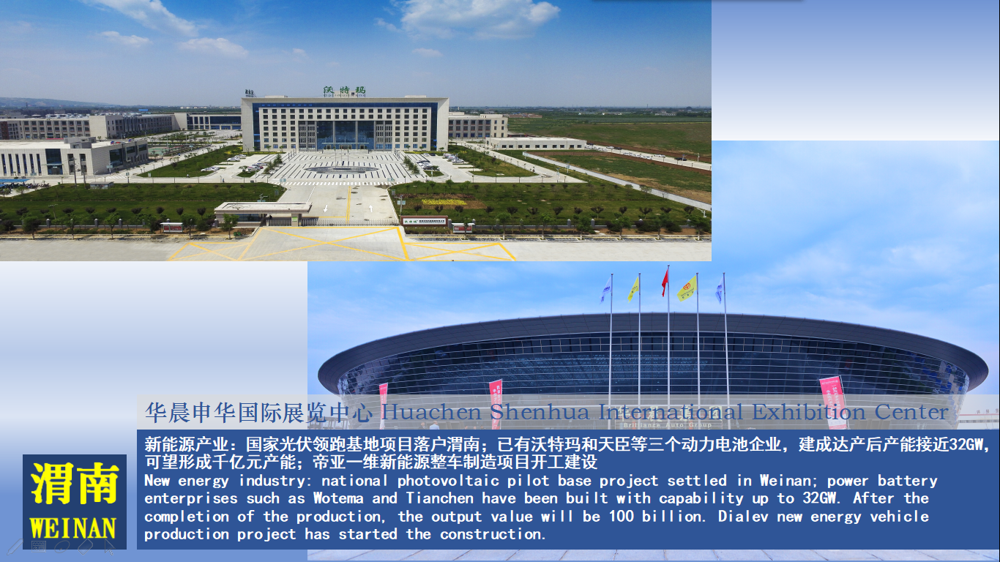 沃特玛
华晨申华国际展览中心 Huachen Shenhua International Exhibition Center
Brilliance Auto Group
新能源产业：国家光伏领跑基地项目落户渭南；已有沃特玛和天臣等三个动力电池企业，建成达产后产能接近32GW，
可望形成千亿元产能；帝亚一维新能源整车制造项目开工建设
New energy industry: national photovoltaic pilot base project settled in Weinan; power battery
enterprises such as Wotema and Tianchen have been built with capability up to 32GW. After the
completion of the production, the output value will be 100 billion. Dialev new energy vehicle
production project has started the construction.
渭南
WEINAN